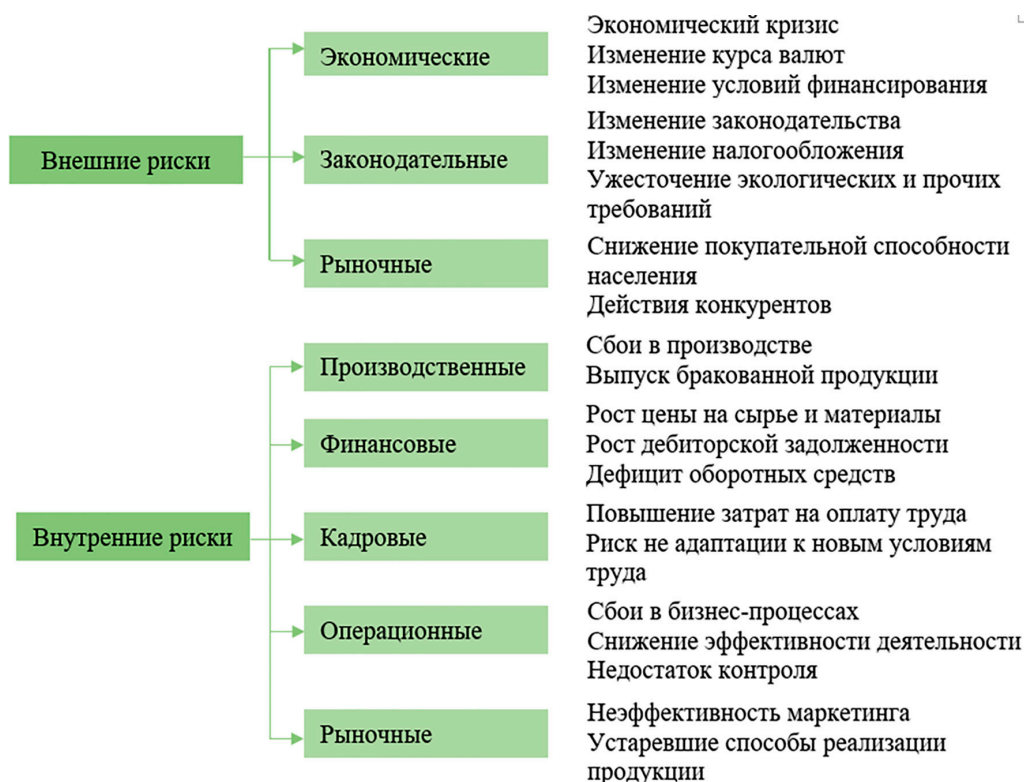 Внешние риски
Экономические
Экономический кризис
Изменение курса валют
Изменение условий финансирования
Законодательные
Изменение законодательства
Изменение налогообложения
Ужесточение экологических и прочих
требований
Рыночные
Снижение покупательной способности
населения
Действия конкурентов
Внутренние риски
Производственные
Сбои в производстве
Выпуск бракованной продукции
Финансовые
Рост цены на сырье и материалы
Рост дебиторской задолженности
Дефицит оборотных средств
Кадровые
Повышение затрат на оплату труда
Риск не адаптации к новым условиям
труда
Операционные
Сбои в бизнес-процессах
Снижение эффективности деятельности
Недостаток контроля
Рыночные
Неэффективность маркетинга
Устаревшие способы реализации
продукции